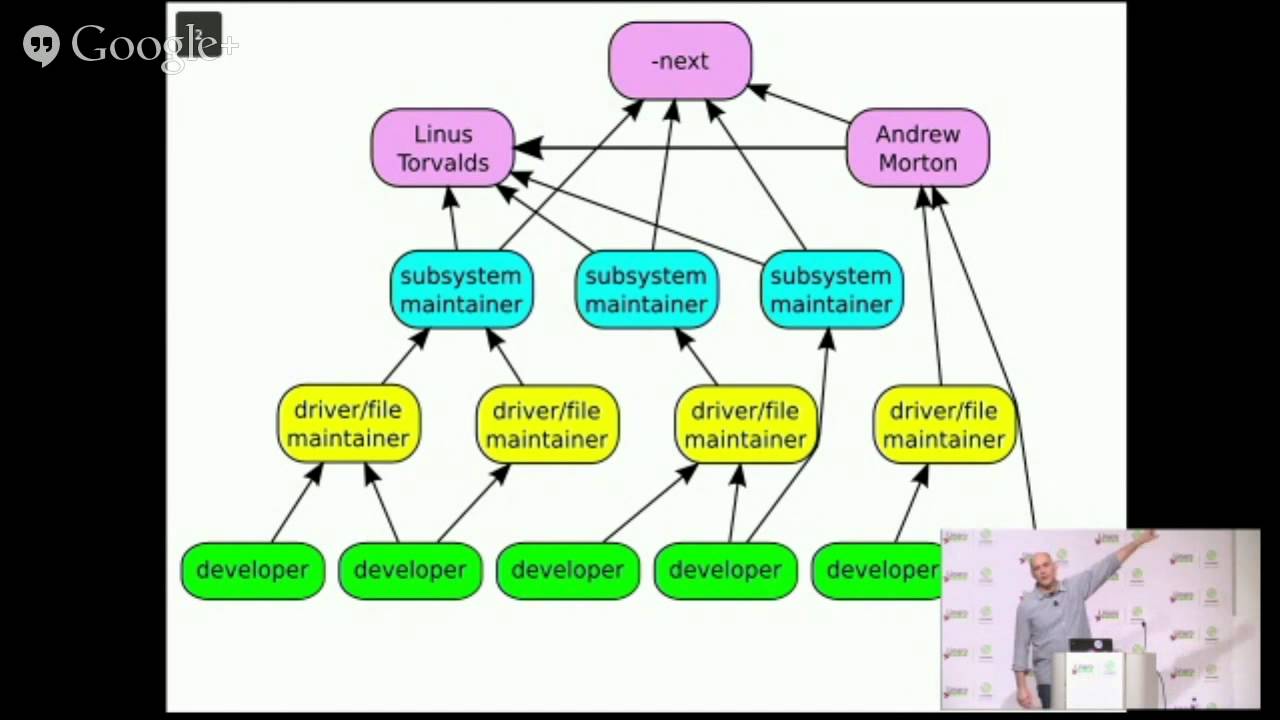 Google+
2
-next
Linus
Torvalds
Andrew
Morton
subsystem
maintainer
subsystem
maintainer
subsystem
maintainer
driver/file
maintainer
driver/file
maintainer
driver/file
maintainer
driver/file
maintainer
developer
developer
developer
developer
developer